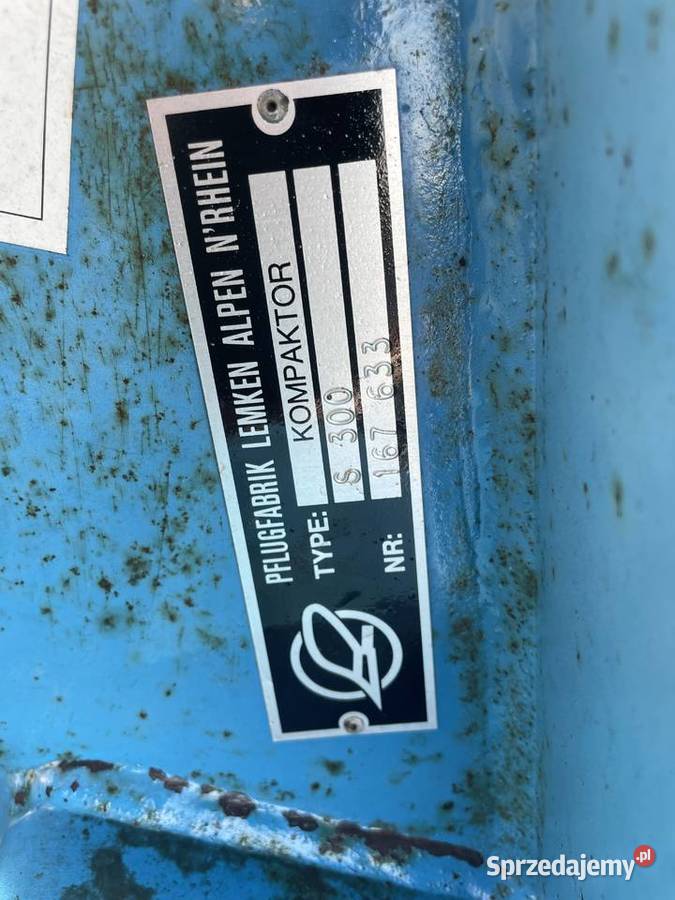 PFLUGFABRIK LEMKEN ALPEN N'RHEIN
KOMPAKTOR
TYPE: S 300
NR: 167 633
Sprzedajemy.pl